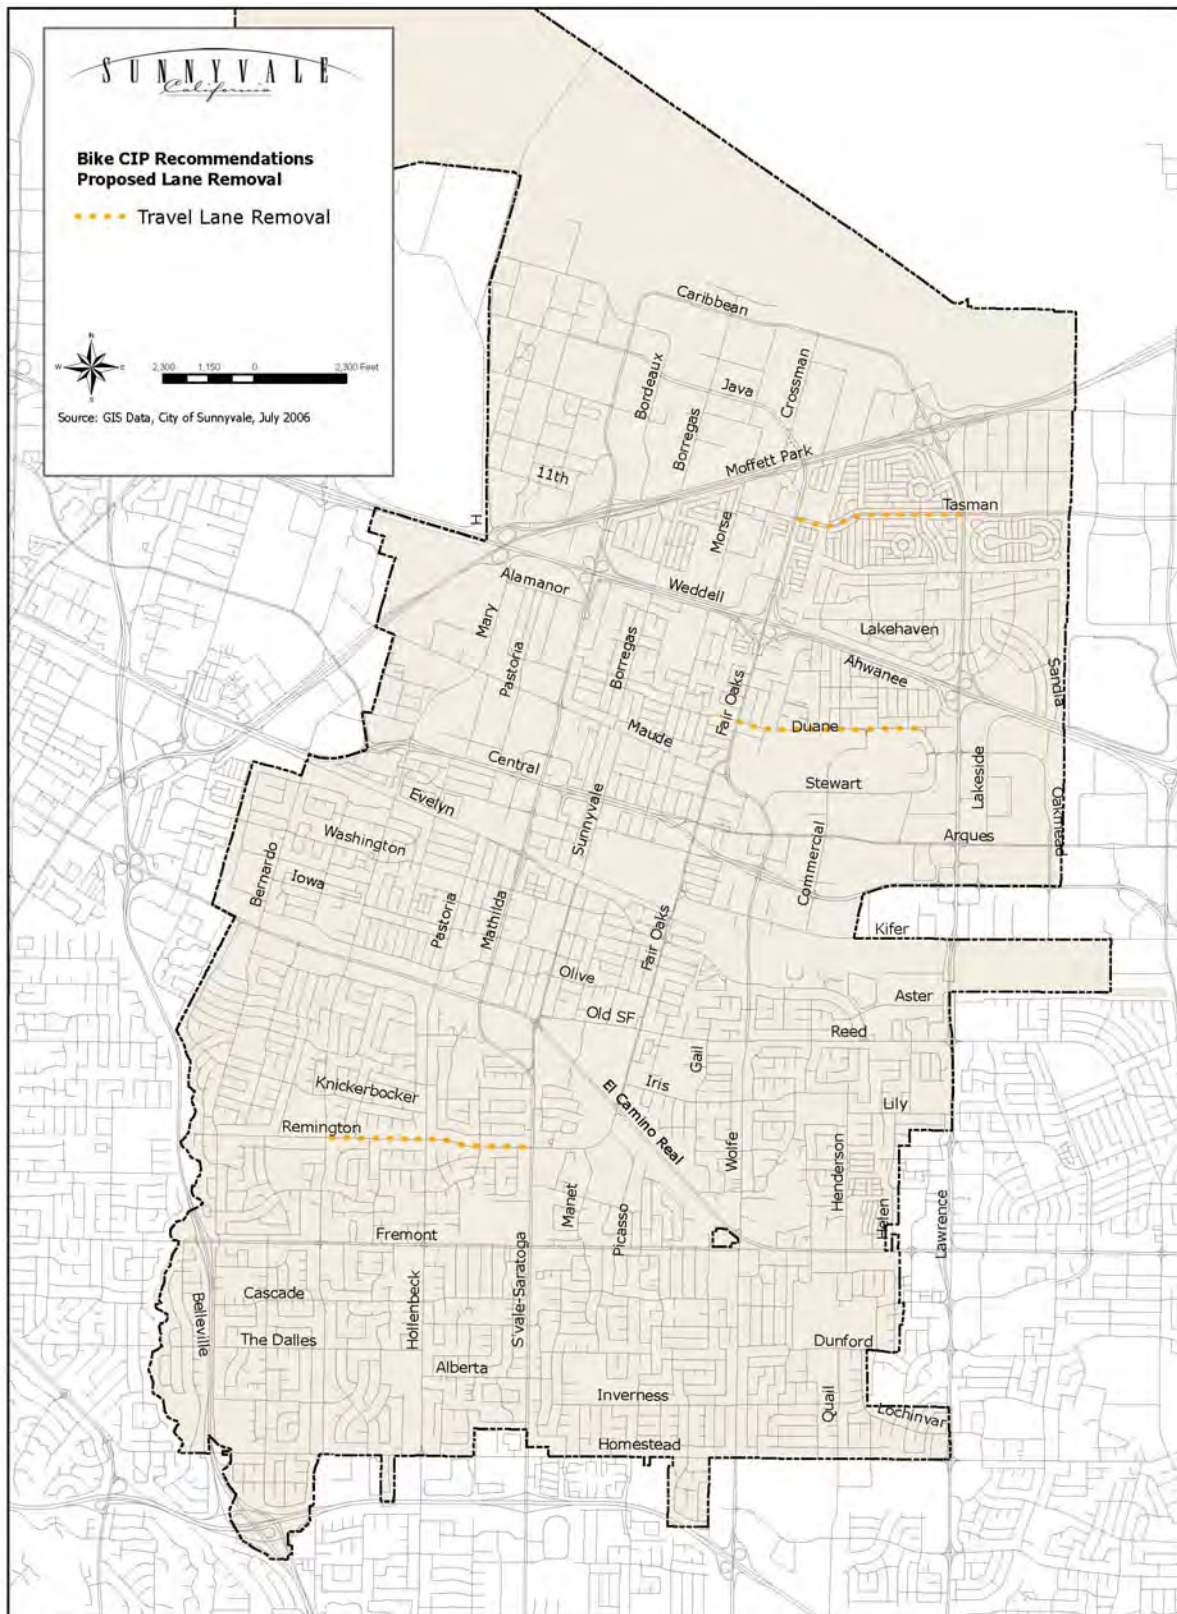 SUNNYVALE
California
Bike CIP Recommendations
Proposed Lane Removal
Travel Lane Removal
N
W E
S
2,300 1,150 0 2,300 Feet
Source: GIS Data, City of Sunnyvale, July 2006
Caribbean
Bordeaux
Java
Crossman
Borregas
Moffett Park
11th
Tasman
H
Morse
Alamanor
Weddell
Mary
Lakehaven
Pastoria
Borregas
Ahwanee
Sandia
Fair Oaks
Duane
Maude
Central
Stewart
Lakeside
Evelyn
Sunnyvale
Oakmead
Washington
Arques
Commercial
Bernardo
Iowa
Pastoria
Mathilda
Fair Oaks
Kifer
Olive
Aster
Old SF
Reed
Gail
Iris
Knickerbocker
El Camino Real
Lily
Remington
Wolfe
Henderson
Manet
Picasso
Helen
Lawrence
Fremont
S'vale-Saratoga
Cascade
Hollenbeck
Belleville
The Dalles
Dunford
Alberta
Inverness
Quail
Lochinvar
Homestead